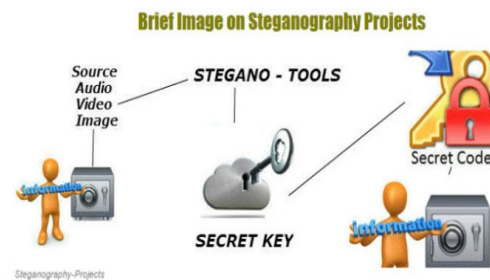 Brief Image on Steganography Projects
Source
Audio
Video
Image
STEGANO - TOOLS
Secret Code
Information
SECRET KEY
Information
Steganography-Projects